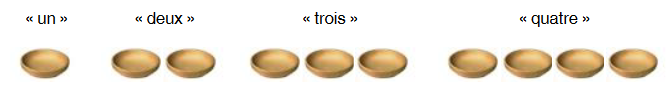 « un » « deux » « trois » « quatre »